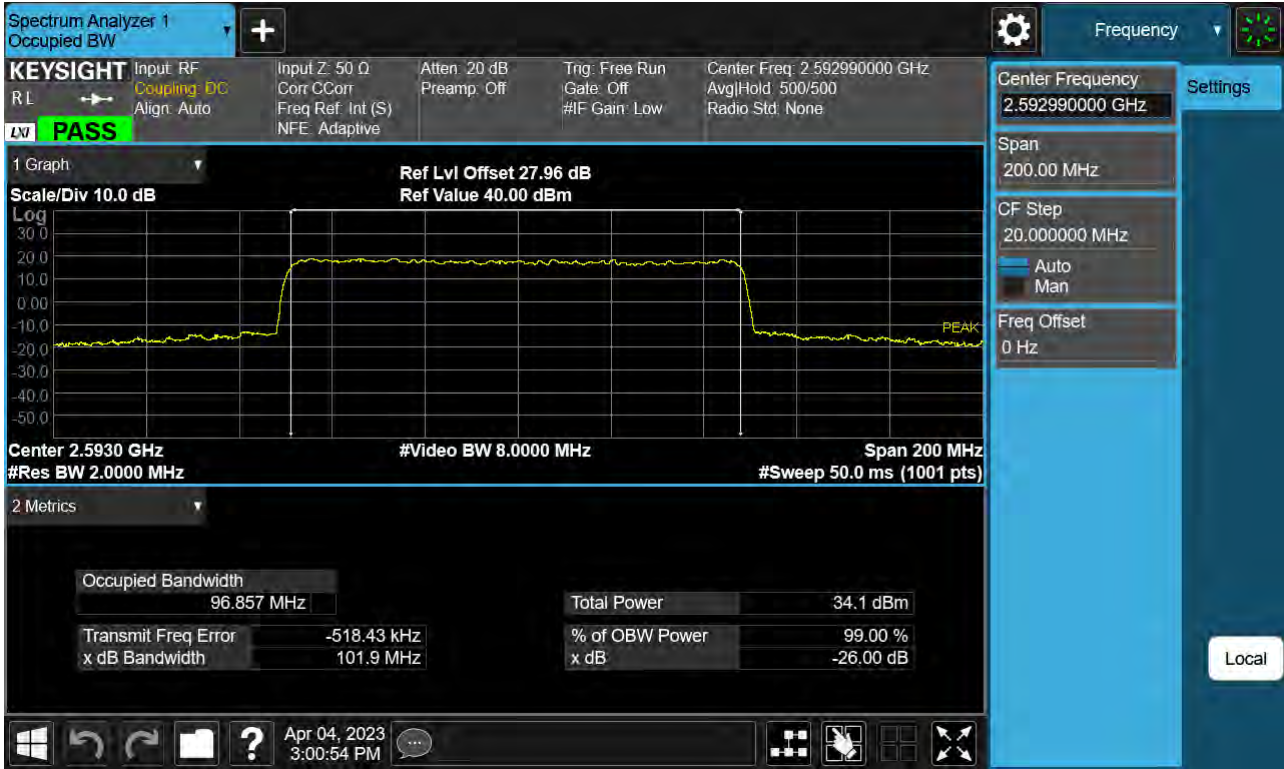 Spectrum Analyzer 1
Occupied BW
+
Frequency
KEYSIGHT
R L
LXI
PASS
Input: RF
Coupling: DC
Align: Auto
Input Z: 50 Ω
Corr CCorr
Freq Ref: Int (S)
NFE: Adaptive
Atten: 20 dB
Preamp: Off
Trig: Free Run
Gate: Off
#IF Gain: Low
Center Freq: 2.592990000 GHz
Avg|Hold: 500/500
Radio Std: None
Center Frequency
2.592990000 GHz
Settings
Span
200.00 MHz
CF Step
20.000000 MHz
Auto
Man
Freq Offset
0 Hz
Local
1 Graph
Scale/Div 10.0 dB
Ref Lvl Offset 27.96 dB
Ref Value 40.00 dBm
Log
30.0
20.0
10.0
0.00
-10.0
-20.0
-30.0
-40.0
-50.0
PEAK
Center 2.5930 GHz
#Video BW 8.0000 MHz
Span 200 MHz
#Res BW 2.0000 MHz
#Sweep 50.0 ms (1001 pts)
2 Metrics
Occupied Bandwidth
96.857 MHz
Total Power 34.1 dBm
Transmit Freq Error -518.43 kHz
% of OBW Power 99.00 %
x dB Bandwidth 101.9 MHz
x dB -26.00 dB
?
Apr 04, 2023
3:00:54 PM